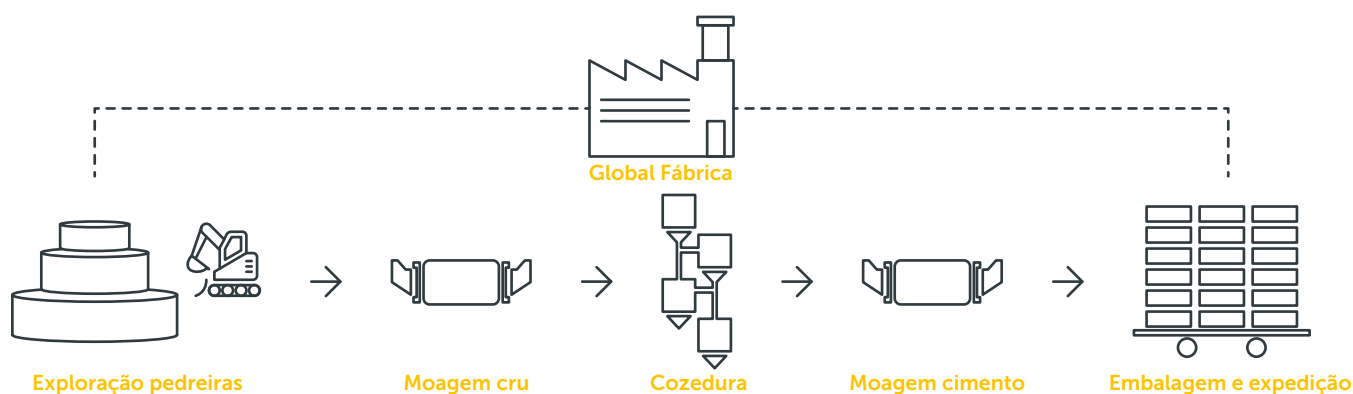 Global Fábrica
Exploração pedreiras
Moagem cru
Cozedura
Moagem cimento
Embalagem e expedição